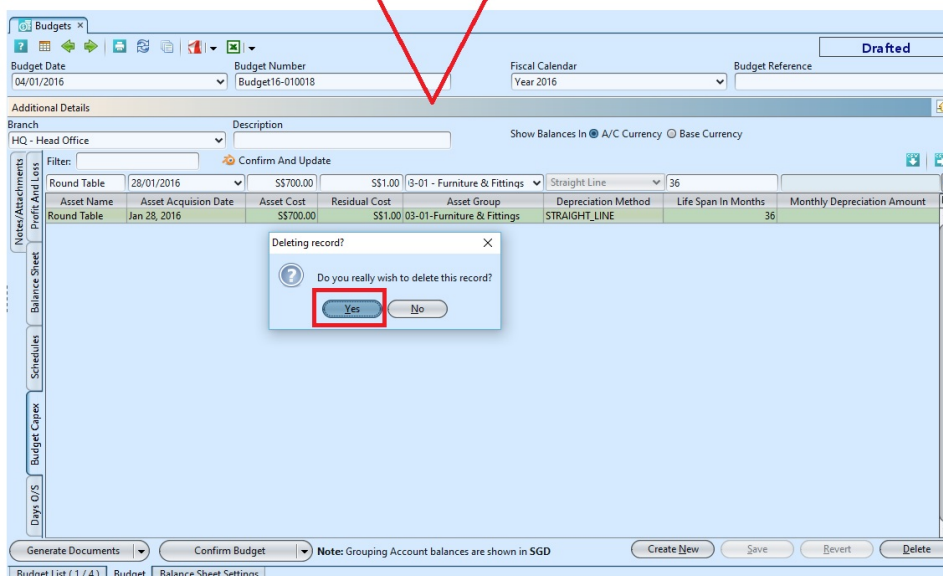 Budgets ×
Drafted
Budget Date Budget Number Fiscal Calendar Budget Reference
04/01/2016 Budget16-010018 Year 2016
Additional Details
Branch Description
HQ - Head Office Show Balances In A/C Currency Base Currency
Notes/Attachments
Profit And Loss
Balance Sheet
Schedules
Budget Capex
Days O/S
Filter: Confirm And Update
Round Table 28/01/2016 S$700.00 S$1.00 3-01 - Furniture & Fittings Straight Line 36
Asset Name Asset Acquisition Date Asset Cost Residual Cost Asset Group Depreciation Method Life Span In Months Monthly Depreciation Amount
Round Table Jan 28, 2016 S$700.00 S$1.00 03-01-Furniture & Fittings STRAIGHT_LINE 36
Deleting record? ×
Do you really wish to delete this record?
Yes No
Generate Documents Confirm Budget Note: Grouping Account balances are shown in SGD Create New Save Revert Delete
Budget List ( 1 / 4 ) Budget Balance Sheet Settings